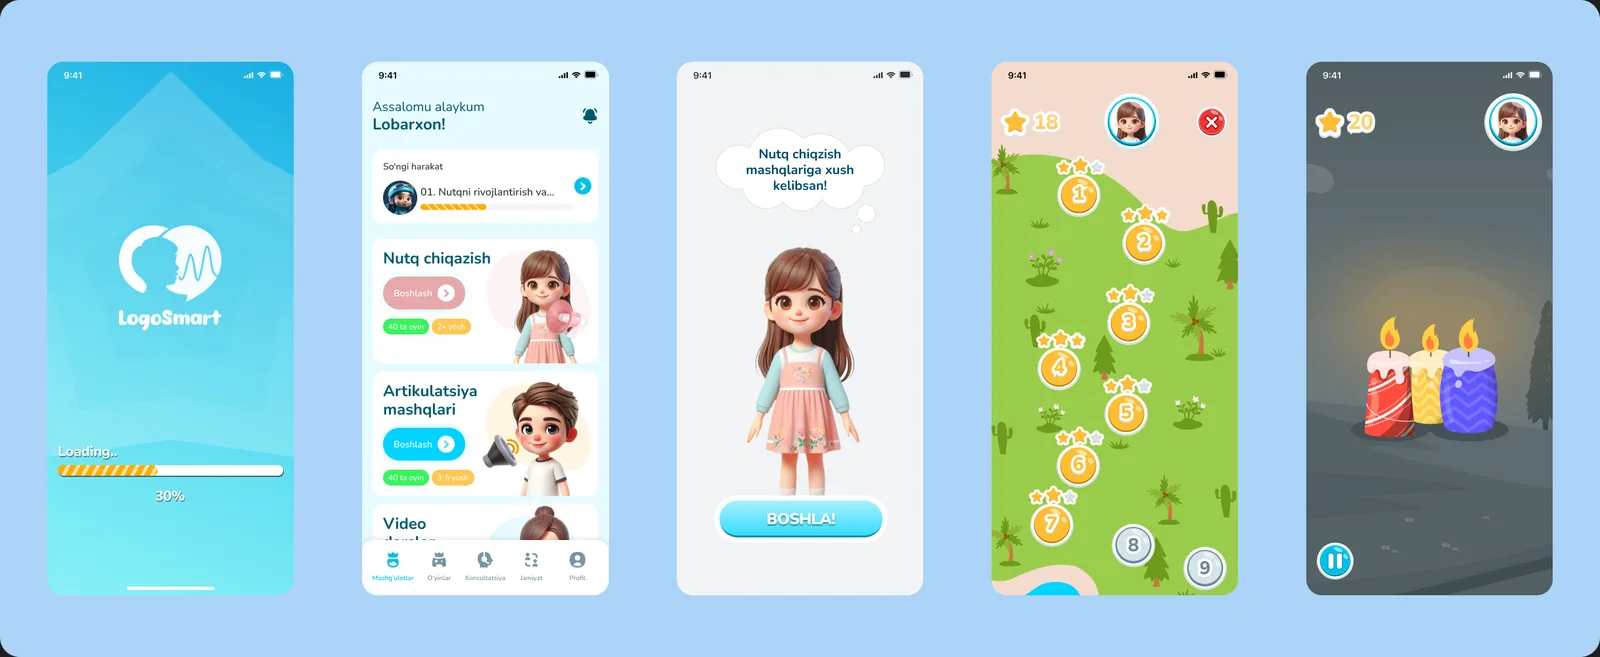 9:41
LogoSmart
Loading..
30%
9:41
Assalomu alaykum
Lobarxon!
So'ngi harakat
01. Nutqni rivojlantirish va...
Nutq chiqazish
Boshlash
40 ta oyin
2+ yosh
Artikulatsiya
mashqlari
Boshlash
40 ta oyin
3-5 yosh
Video
darslar
Mashg'ulotlar
O'yinlar
Konsultatsiya
Jamiyat
Profil
9:41
Nutq chiqzish
mashqlariga xush
kelibsan!
BOSHLA!
9:41
18
1
2
3
4
5
6
7
8
9
9:41
20